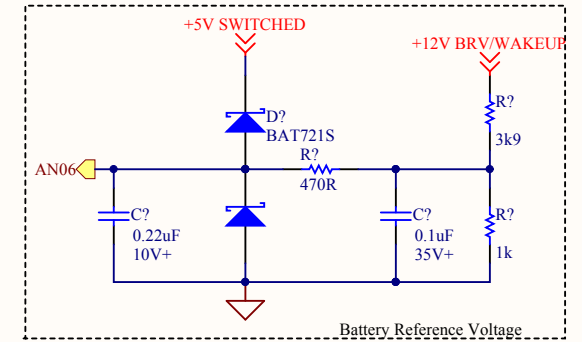 +5V SWITCHED
+12V BRV/WAKEUP
D?
BAT721S
R?
3k9
R?
470R
AN06
C?
0.22uF
10V+
C?
0.1uF
35V+
R?
1k
Battery Reference Voltage